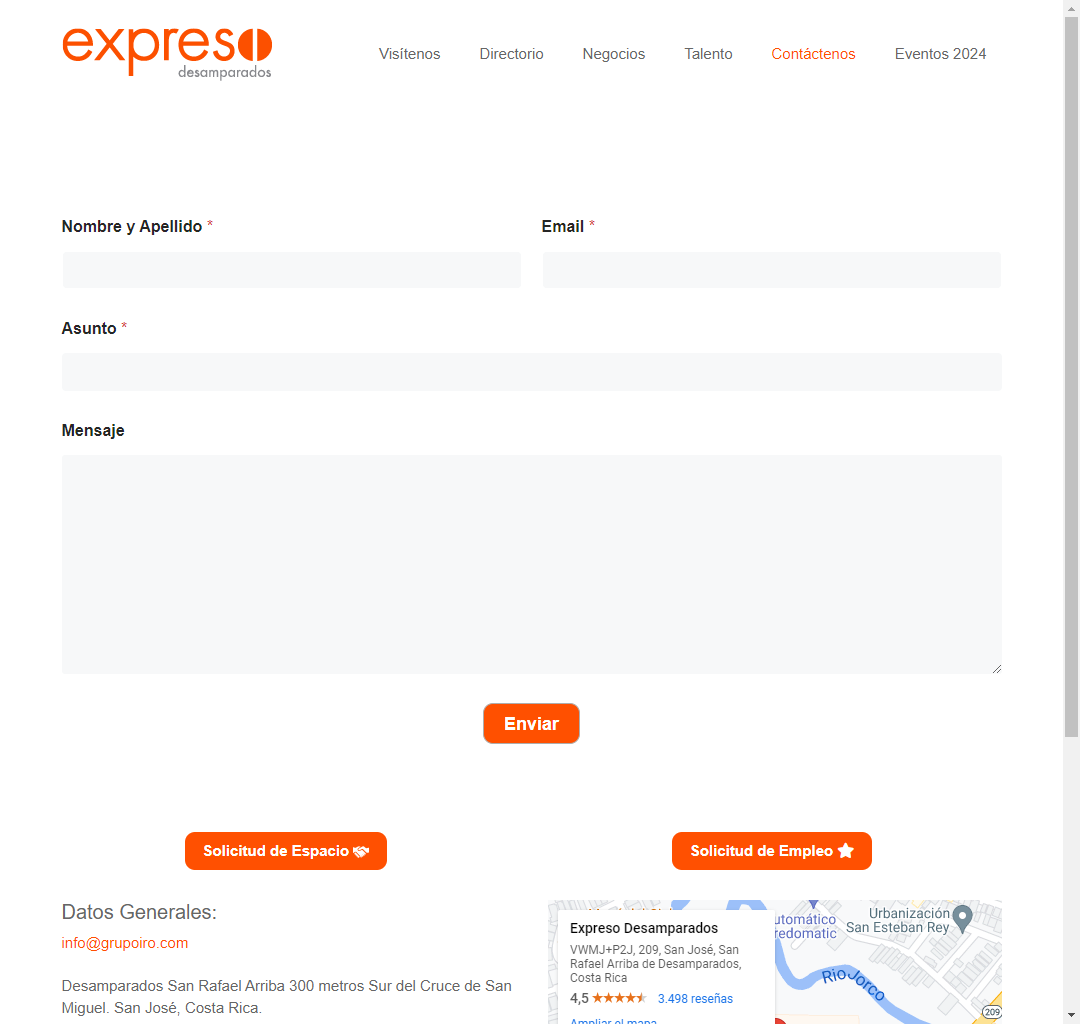 expreso
desamparados
Visítenos
Directorio
Negocios
Talento
Contáctenos
Eventos 2024
Nombre y Apellido *
Email *
Asunto *
Mensaje
Enviar
Solicitud de Espacio
Solicitud de Empleo
Datos Generales:
info@grupoiro.com
Desamparados San Rafael Arriba 300 metros Sur del Cruce de San
Miguel. San José, Costa Rica.
Expreso Desamparados
VWMJ+P2J, 209, San José, San
Rafael Arriba de Desamparados,
Costa Rica
4,5
3.498 reseñas
Ampliar el mapa
utomático
redomatic
Urbanización
San Esteban Rey
Río Jorco
209